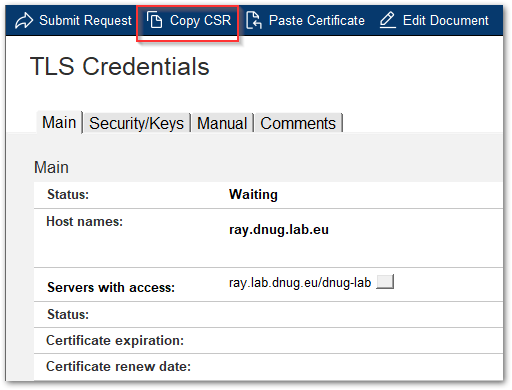 Submit Request Copy CSR Paste Certificate Edit Document
TLS Credentials
Main Security/Keys Manual Comments
Main
Status: Waiting
Host names: ray.dnug.lab.eu
Servers with access: ray.lab.dnug.eu/dnug-lab
Status:
Certificate expiration:
Certificate renew date: